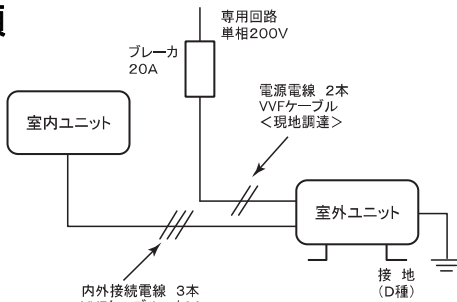 専用回路
単相200V
ブレーカ
20A
電源電線 2本
VVFケーブル
＜現地調達＞
室内ユニット
室外ユニット
接 地
(D種)
内外接続電線 3本